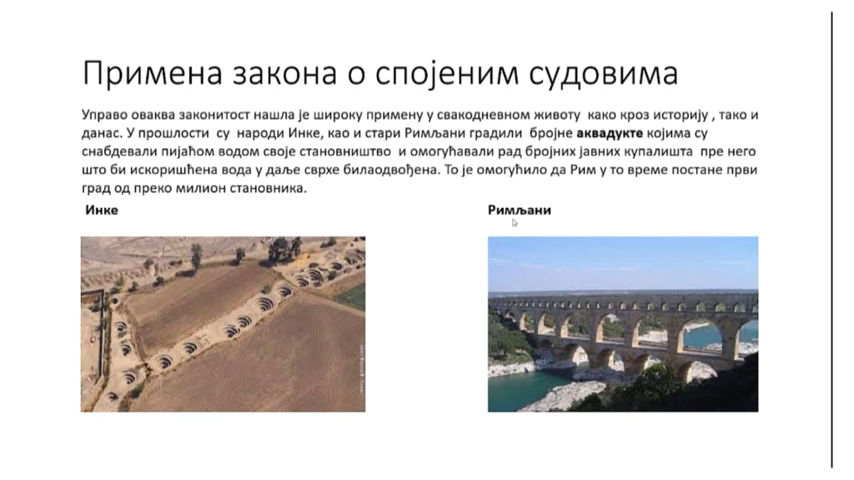 Примена закона о спојеним судовима
Управо оваква законитост нашла је широку примену у свакодневном животу како кроз историју , тако и
данас. У прошлости су народи Инке, као и стари Римљани градили бројне аквадукте којима су
снабдевали пијаћом водом своје становништво и омогућавали рад бројних јавних купалишта пре него
што би искоришћена вода у даље сврхе билаодвођена. То је омогућило да Рим у то време постане први
град од преко милион становника.
Инке
Римљани